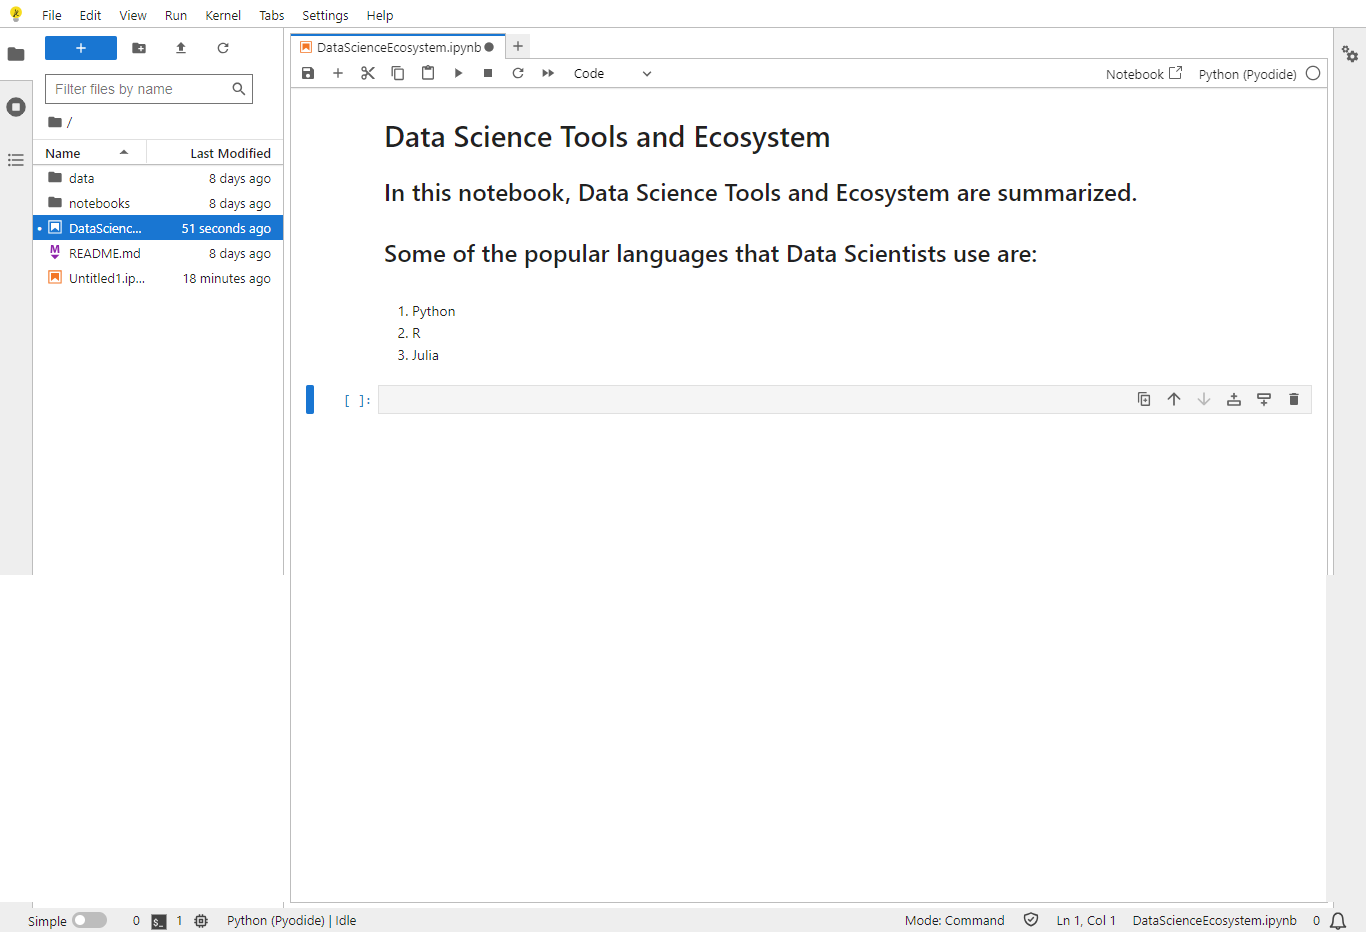 File Edit View Run Kernel Tabs Settings Help
DataScienceEcosystem.ipynb
Code
Notebook
Python (Pyodide)
Filter files by name
/
Name Last Modified
data 8 days ago
notebooks 8 days ago
DataScienc... 51 seconds ago
M README.md 8 days ago
Untitled1.ip... 18 minutes ago
Data Science Tools and Ecosystem
In this notebook, Data Science Tools and Ecosystem are summarized.
Some of the popular languages that Data Scientists use are:
1. Python
2. R
3. Julia
[ ]:
Simple 0 $_ 1 Python (Pyodide) | Idle Mode: Command Ln 1, Col 1 DataScienceEcosystem.ipynb 0